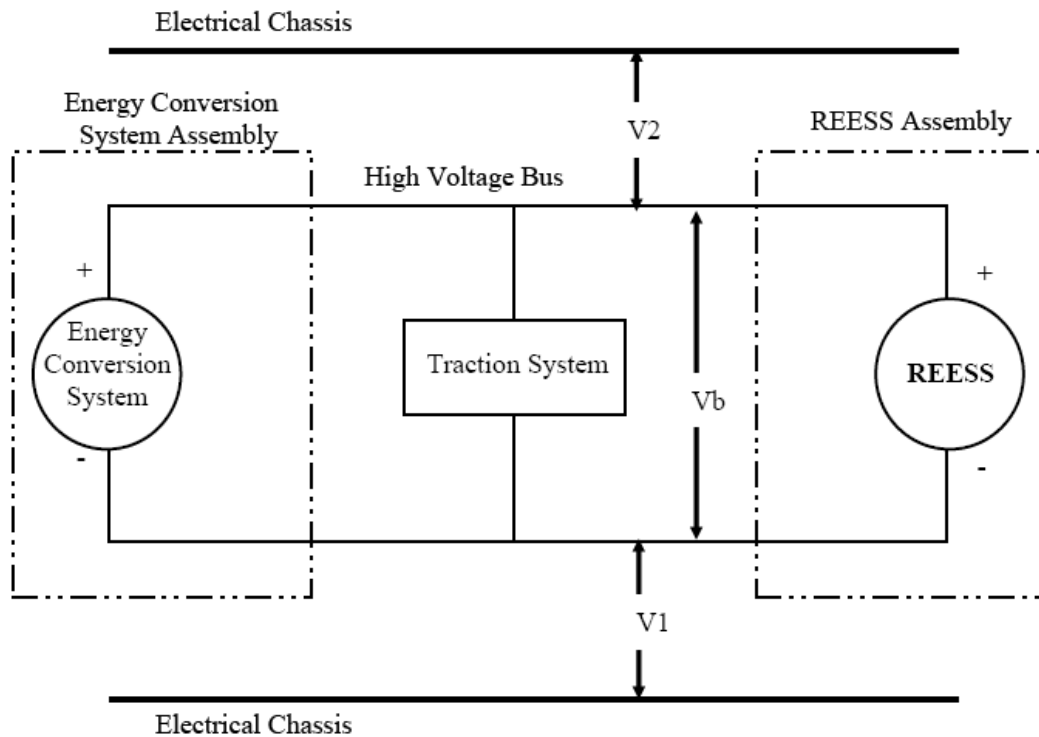 Electrical Chassis
Energy Conversion
System Assembly
V2
REESS Assembly
High Voltage Bus
+
+
Energy
Conversion
System
Traction System
REESS
Vb
-
-
V1
Electrical Chassis